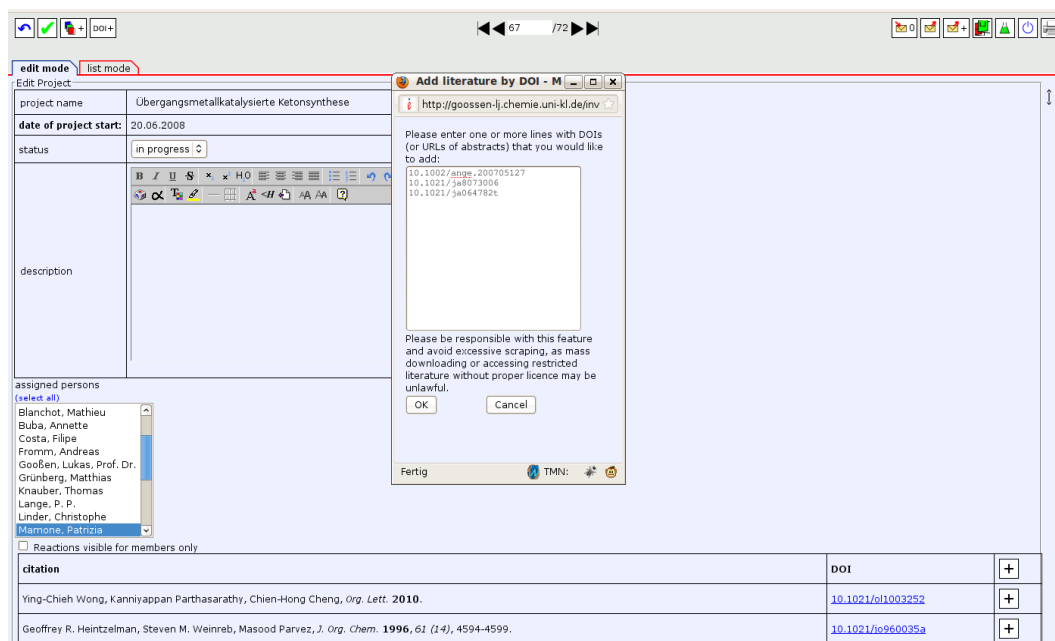 DOI+
67 /72
0
edit mode list mode
Edit Project
project name Übergangsmetallkatalysierte Ketonsynthese
date of project start: 20.06.2008
status in progress
description
B I U S H₂O
assigned persons
(select all)
Blanchot, Mathieu
Buba, Annette
Costa, Filipe
Fromm, Andreas
Gooßen, Lukas, Prof. Dr.
Grünberg, Matthias
Knauber, Thomas
Lange, P. P.
Linder, Christophe
Mamone, Patrizia
Reactions visible for members only
Add literature by DOI - M
http://goossen-lj.chemie.uni-kl.de/inv
Please enter one or more lines with DOIs
(or URLs of abstracts) that you would like
to add:
10.1002/ange.200705127
10.1021/ja8073006
10.1021/ja064782t
Please be responsible with this feature
and avoid excessive scraping, as mass
downloading or accessing restricted
literature without proper licence may be
unlawful.
OK Cancel
Fertig TMN:
citation DOI +
Ying-Chieh Wong, Kanniyappan Parthasarathy, Chien-Hong Cheng, Org. Lett. 2010. 10.1021/ol1003252 +
Geoffrey R. Heintzelman, Steven M. Weinreb, Masood Parvez, J. Org. Chem. 1996, 61 (14), 4594-4599. 10.1021/jo960035a +